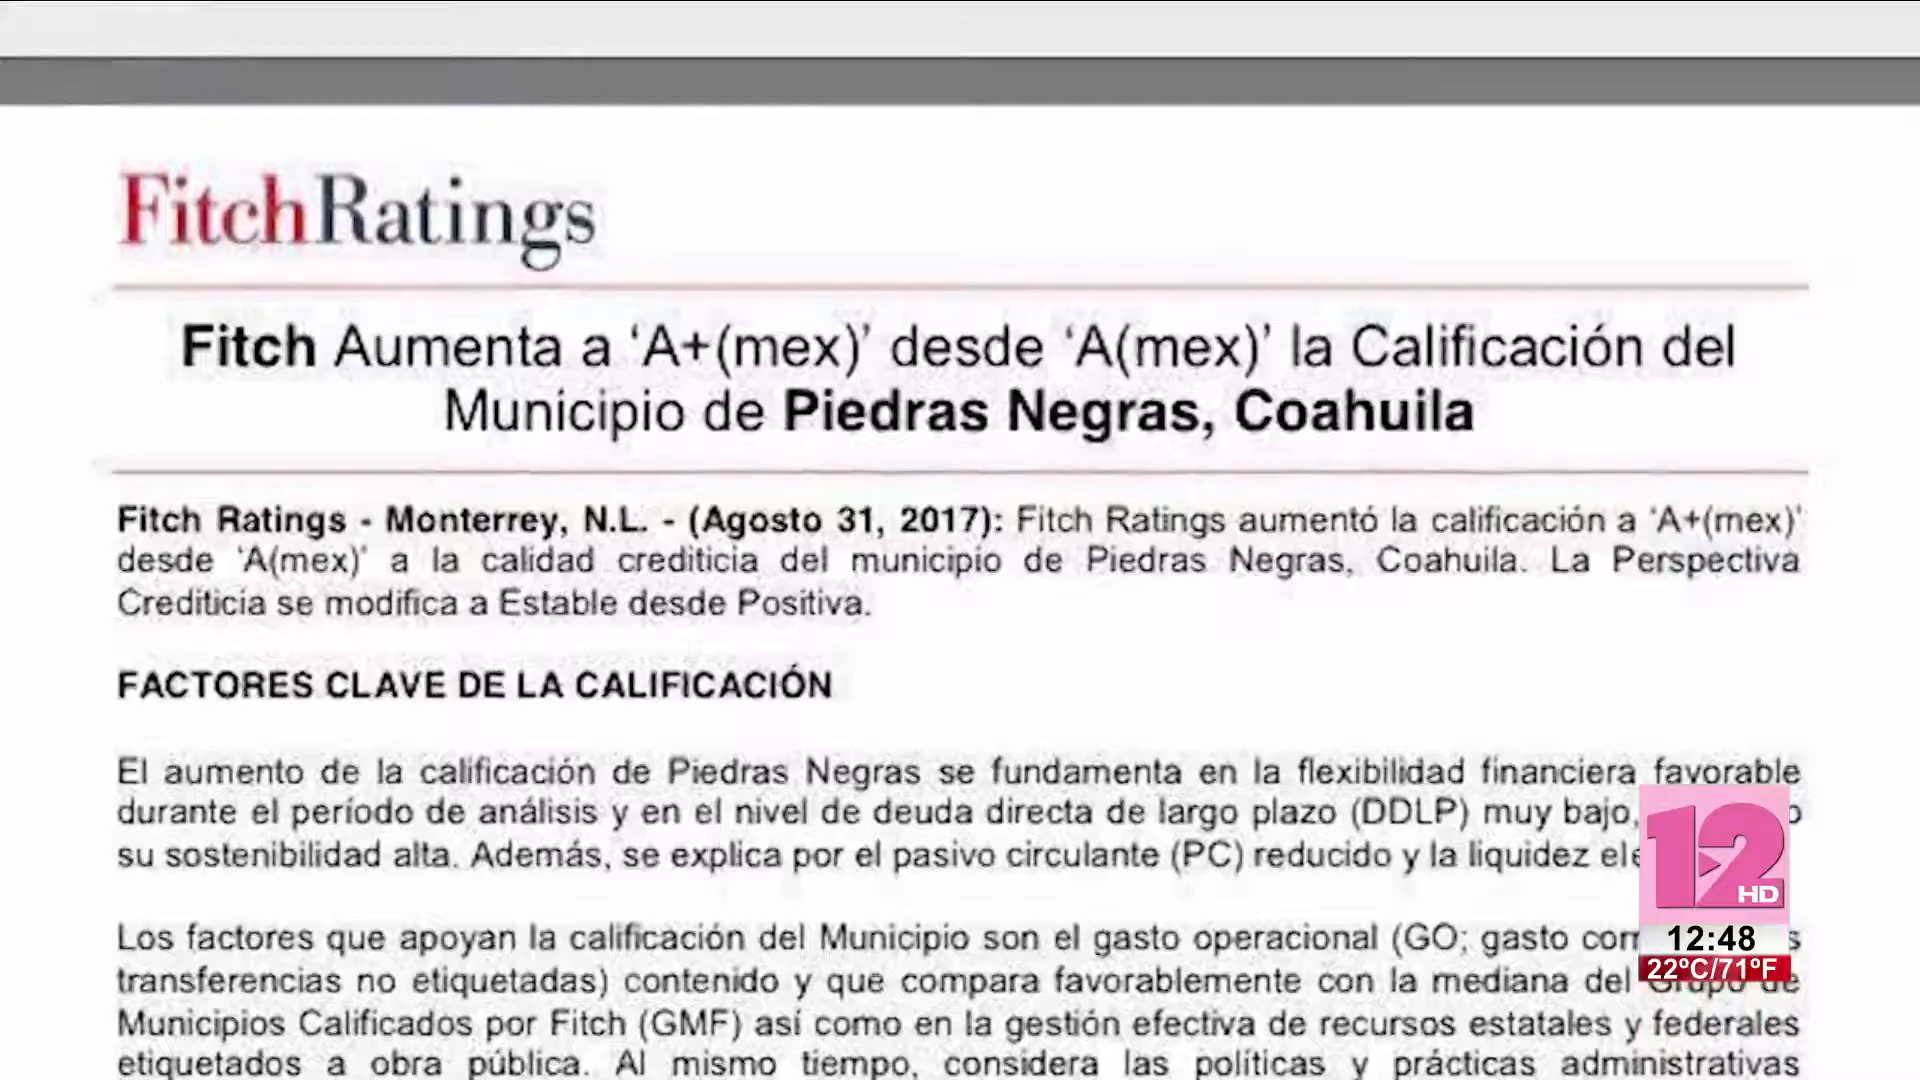 FitchRatings
Fitch Aumenta a ‘A+(mex)’ desde ‘A(mex)’ la Calificación del
Municipio de Piedras Negras, Coahuila
Fitch Ratings - Monterrey, N.L. - (Agosto 31, 2017): Fitch Ratings aumentó la calificación a ‘A+(mex)’
desde ‘A(mex)’ a la calidad crediticia del municipio de Piedras Negras, Coahuila. La Perspectiva
Crediticia se modifica a Estable desde Positiva.
FACTORES CLAVE DE LA CALIFICACIÓN
El aumento de la calificación de Piedras Negras se fundamenta en la flexibilidad financiera favorable
durante el período de análisis y en el nivel de deuda directa de largo plazo (DDLP) muy bajo,
su sostenibilidad alta. Además, se explica por el pasivo circulante (PC) reducido y la liquidez
Los factores que apoyan la calificación del Municipio son el gasto operacional (GO; gasto
transferencias no etiquetadas) contenido y que compara favorablemente con la mediana del Grupo de
Municipios Calificados por Fitch (GMF) así como en la gestión efectiva de recursos estatales y federales
etiquetados a obra pública. Al mismo tiempo, considera las políticas y prácticas administrativas
12
HD
12:48
22ºC/71ºF